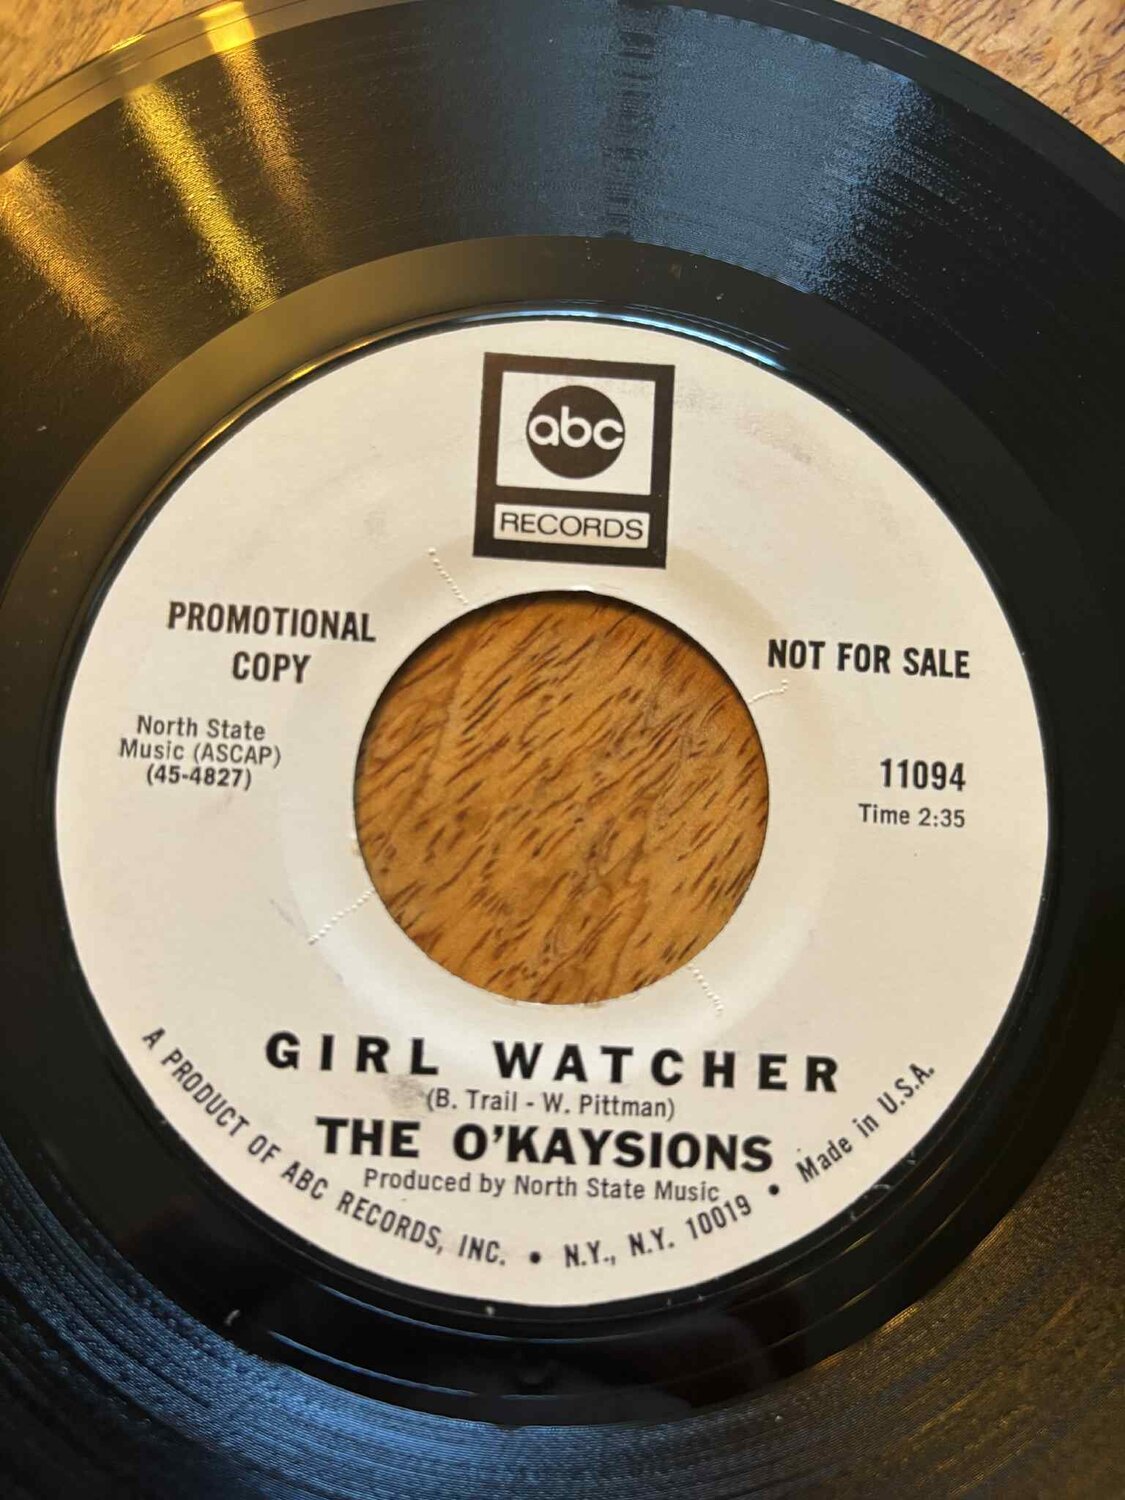 abc
RECORDS
PROMOTIONAL
COPY
NOT FOR SALE
North State
Music (ASCAP)
(45-4827)
11094
Time 2:35
GIRL WATCHER
(B. Trail - W. Pittman)
THE O'KAYSIONS
Produced by North State Music
A PRODUCT OF ABC RECORDS, INC. • N.Y., N.Y. 10019 • Made in U.S.A.